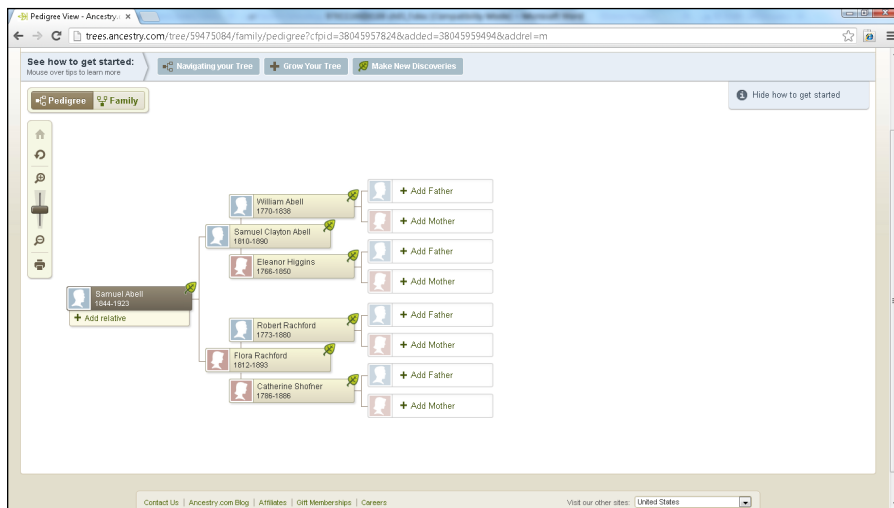 Pedigree View - Ancestry.c
trees.ancestry.com/tree/59475084/family/pedigree?cfpid=38045957824&added=38045959494&addrel=m
See how to get started:
Mouse over tips to learn more
Navigating your Tree
Grow Your Tree
Make New Discoveries
Pedigree
Family
Hide how to get started
William Abell
1770-1838
Samuel Clayton Abell
1810-1890
Eleanor Higgins
1766-1850
Samuel Abell
1844-1923
Add relative
Robert Rachford
1773-1880
Flora Rachford
1812-1893
Catherine Shofner
1786-1886
Add Father
Add Mother
Add Father
Add Mother
Add Father
Add Mother
Add Father
Add Mother
Contact Us | Ancestry.com Blog | Affiliates | Gift Memberships | Careers
Visit our other sites: United States